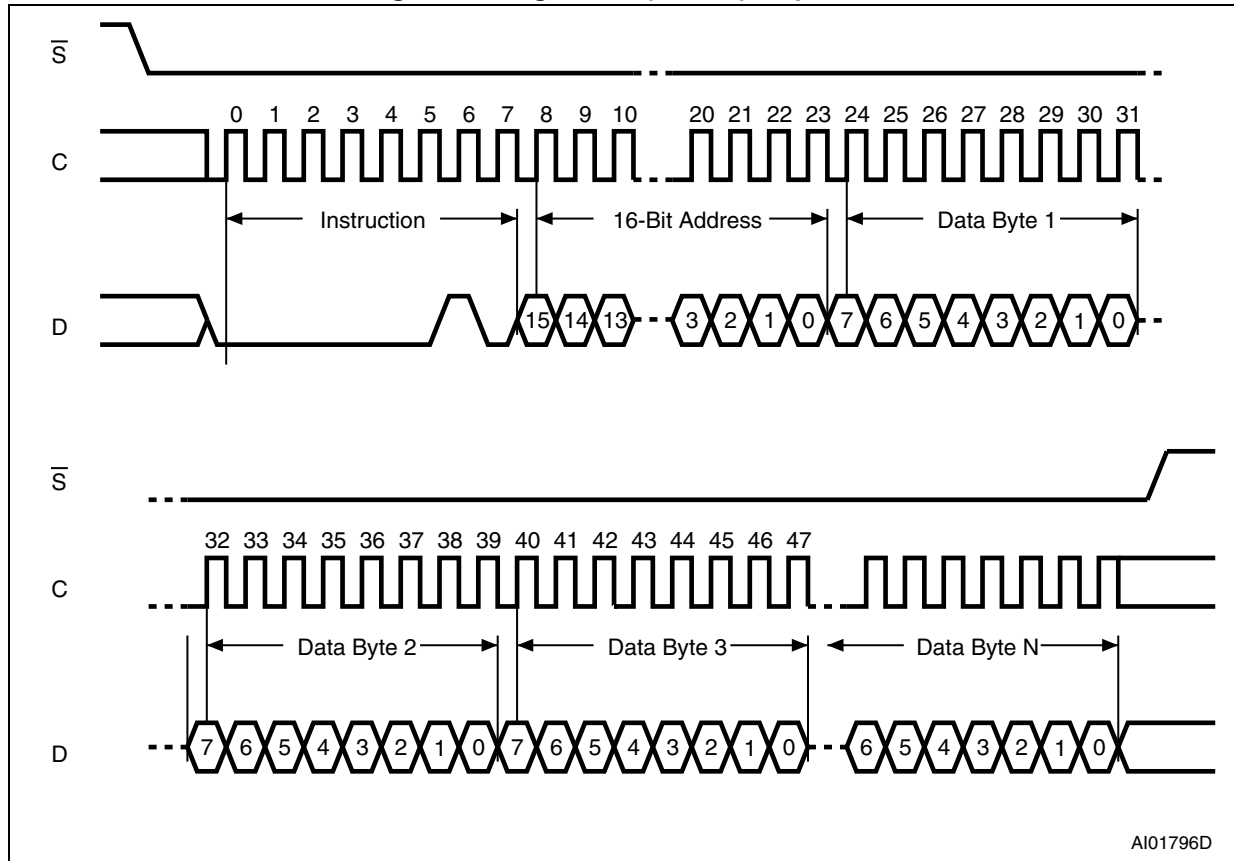 S
0 1 2 3 4 5 6 7 8 9 10 20 21 22 23 24 25 26 27 28 29 30 31
C
Instruction 16-Bit Address Data Byte 1
D 15 14 13 3 2 1 0 7 6 5 4 3 2 1 0
S
32 33 34 35 36 37 38 39 40 41 42 43 44 45 46 47
C
Data Byte 2 Data Byte 3 Data Byte N
D 7 6 5 4 3 2 1 0 7 6 5 4 3 2 1 0 6 5 4 3 2 1 0
AI01796D